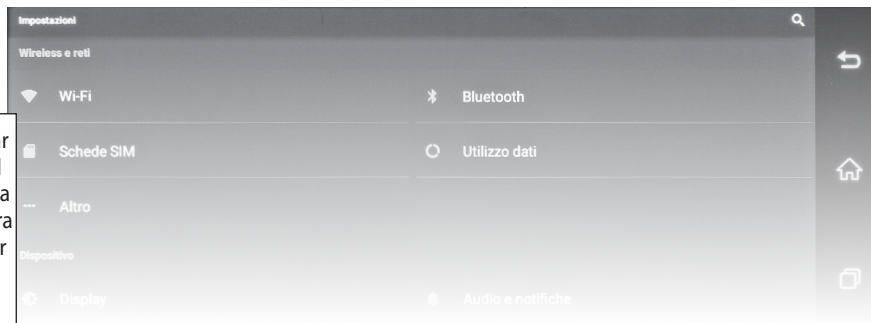 Impostazioni
Wireless e reti
Wi-Fi
Bluetooth
Schede SIM
Utilizzo dati
Altro
Dispositivo
Display
Audio e notifiche
a